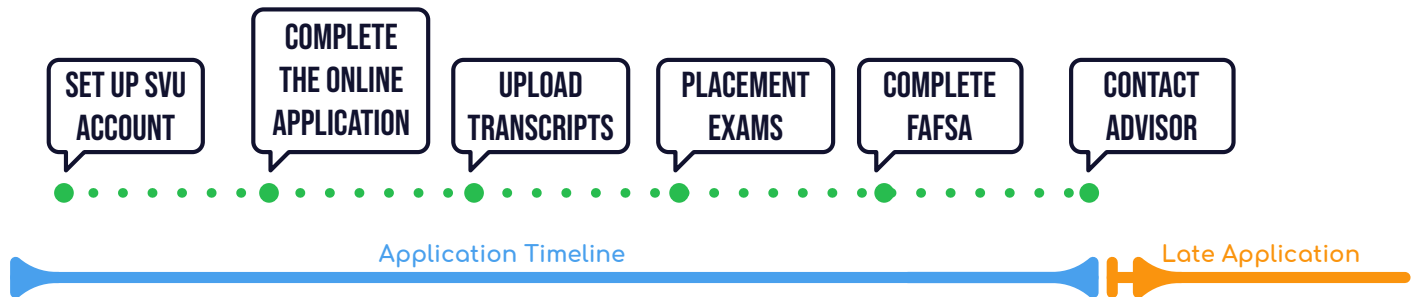 SET UP SVU
ACCOUNT
COMPLETE
THE ONLINE
APPLICATION
UPLOAD
TRANSCRIPTS
PLACEMENT
EXAMS
COMPLETE
FAFSA
CONTACT
ADVISOR
Application Timeline
Late Application